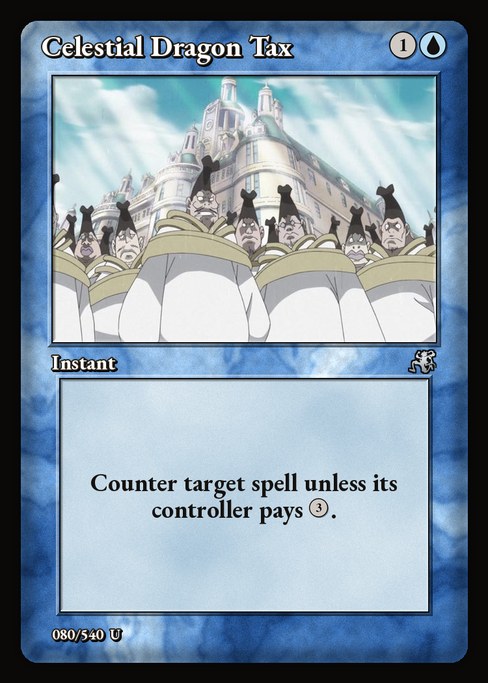 Celestial Dragon Tax 1
Instant
Counter target spell unless its
controller pays 3.
080/540 U